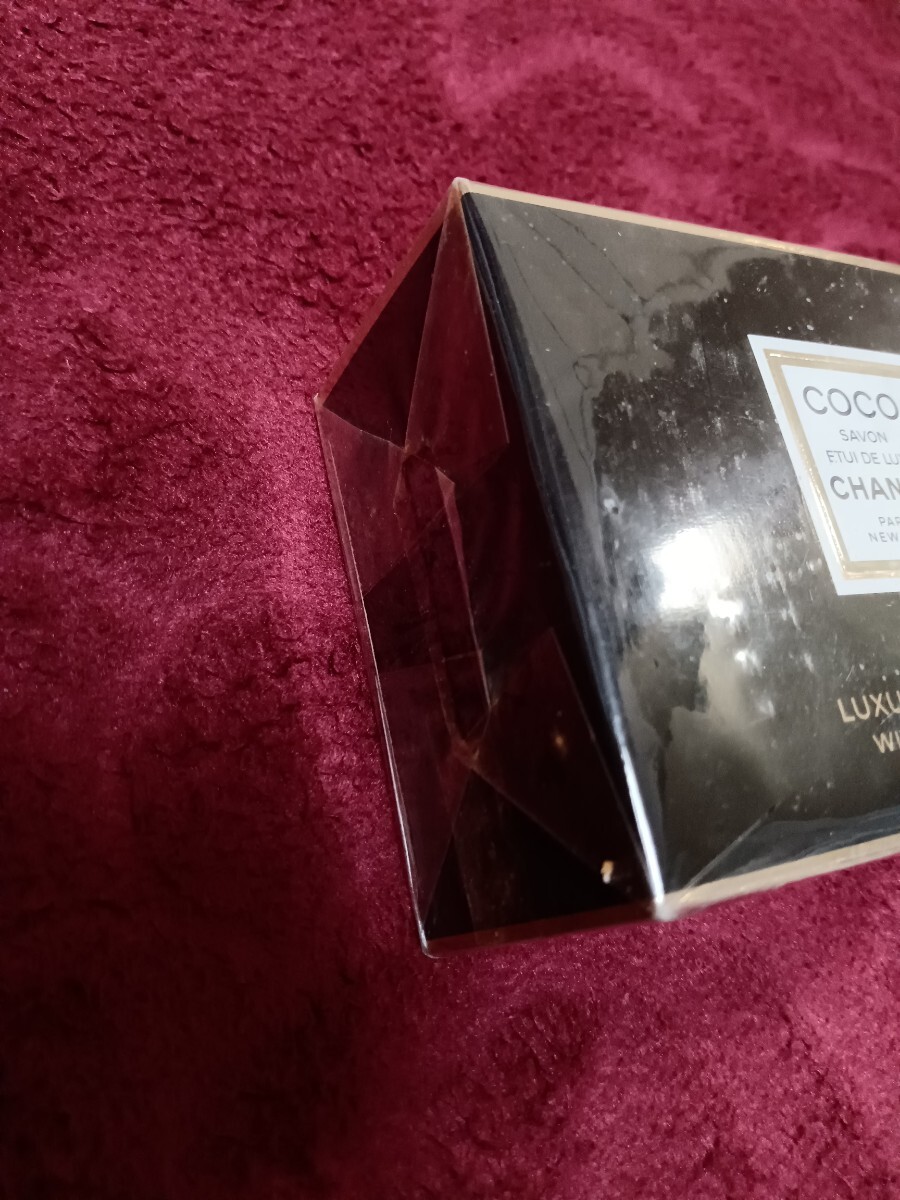 COCO
SAVON
ETUI DE LU
CHAN
PAR
NEW
LUXU
WI